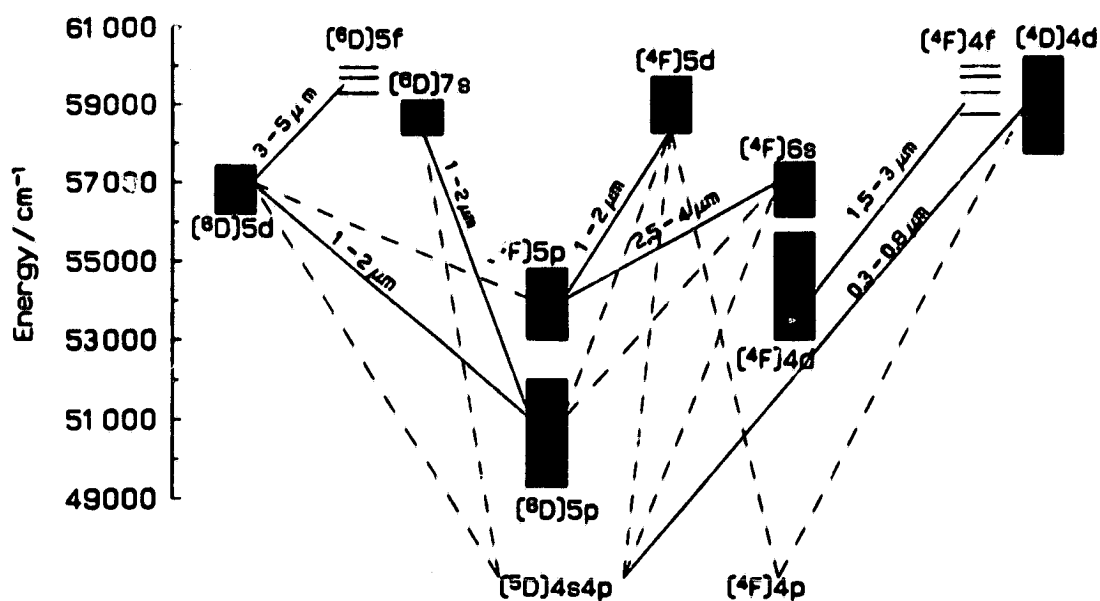 61 000
59000
57000
55000
53000
51 000
49000
Energy / cm⁻¹
(⁶D)5f
(⁶D)7s
(⁴F)5d
(⁴F)4f
(⁴D)4d
3-5 μm
(⁶D)5d
1-2 μm
1-2 μm
F)5p
1-2 μm
2.5-4 μm
(⁴F)6s
1,5-3 μm
0.3-0.8 μm
(⁴F)4d
(⁶D)5p
(⁵D)4s4p
(⁴F)4p